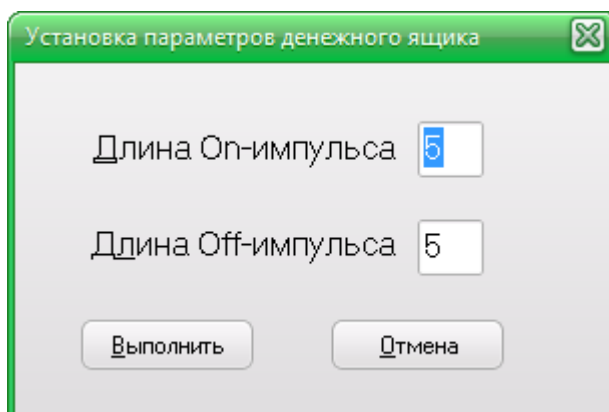 Установка параметров денежного ящика
Длина On-импульса 5
Длина Off-импульса 5
Выполнить Отмена